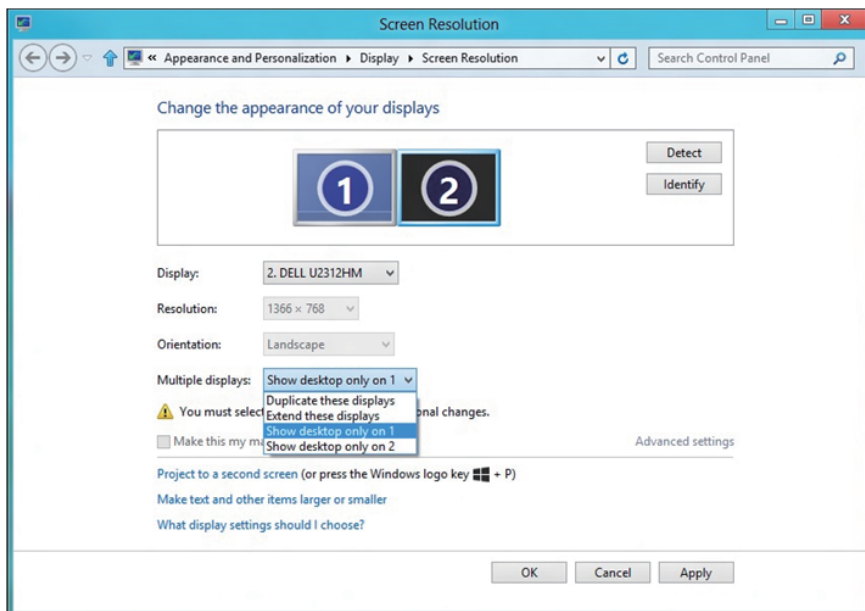 Screen Resolution
« Appearance and Personalization Display Screen Resolution Search Control Panel
Change the appearance of your displays
1 2
Detect
Identify
Display: 2. DELL U2312HM
Resolution: 1366 × 768
Orientation: Landscape
Multiple displays: Show desktop only on 1
Duplicate these displays
You must onal changes.
Extend these displays
Show desktop only on 1
Make this my Advanced settings
Show desktop only on 2
Project to a second screen (or press the Windows logo key + P)
Make text and other items larger or smaller
What display settings should I choose?
OK Cancel Apply